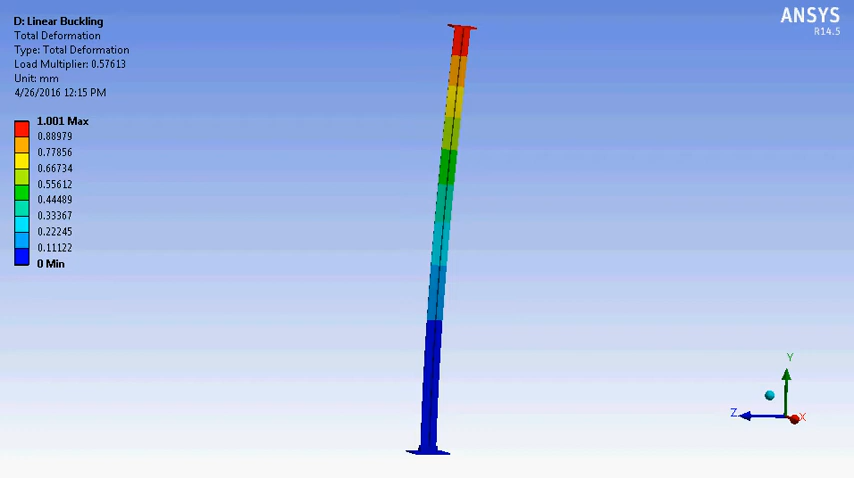 D: Linear Buckling
Total Deformation
Type: Total Deformation
Load Multiplier: 0.57613
Unit: mm
4/26/2016 12:15 PM
1.001 Max
0.88979
0.77856
0.66734
0.55612
0.44489
0.33367
0.22245
0.11122
0 Min
ANSYS
R14.5
Y
Z
X